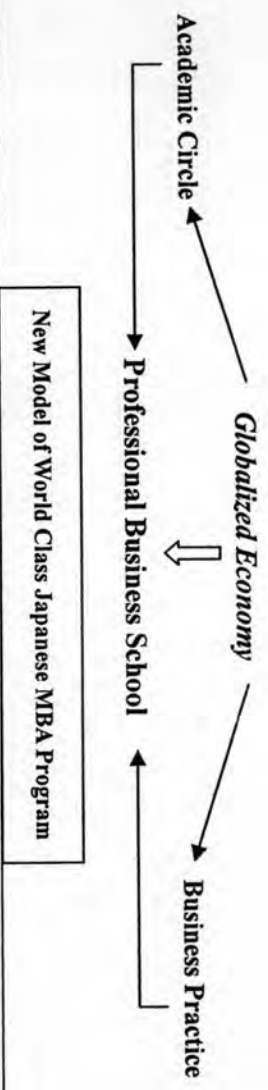 Globalized Economy
Academic Circle
Business Practice
Professional Business School
New Model of World Class Japanese MBA Program